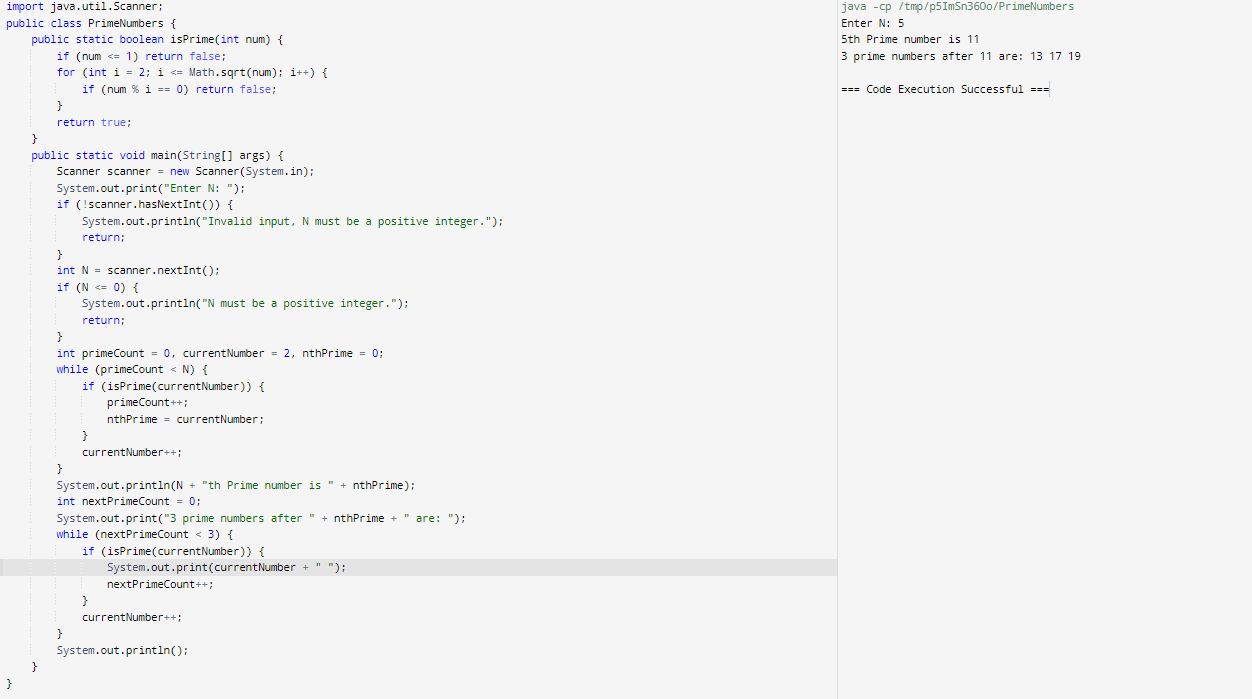 import java.util.Scanner;
public class PrimeNumbers {
    public static boolean isPrime(int num) {
        if (num <= 1) return false;
        for (int i = 2; i <= Math.sqrt(num); i++) {
            if (num % i == 0) return false;
        }
        return true;
    }
    public static void main(String[] args) {
        Scanner scanner = new Scanner(System.in);
        System.out.print("Enter N: ");
        if (!scanner.hasNextInt()) {
            System.out.println("Invalid input, N must be a positive integer.");
            return;
        }
        int N = scanner.nextInt();
        if (N <= 0) {
            System.out.println("N must be a positive integer.");
            return;
        }
        int primeCount = 0, currentNumber = 2, nthPrime = 0;
        while (primeCount < N) {
            if (isPrime(currentNumber)) {
                primeCount++;
                nthPrime = currentNumber;
            }
            currentNumber++;
        }
        System.out.println(N + "th Prime number is " + nthPrime);
        int nextPrimeCount = 0;
        System.out.print("3 prime numbers after " + nthPrime + " are: ");
        while (nextPrimeCount < 3) {
            if (isPrime(currentNumber)) {
                System.out.print(currentNumber + " ");
                nextPrimeCount++;
            }
            currentNumber++;
        }
        System.out.println();
    }
}
java -cp /tmp/p5ImSn36Oo/PrimeNumbers
Enter N: 5
5th Prime number is 11
3 prime numbers after 11 are: 13 17 19
=== Code Execution Successful ===